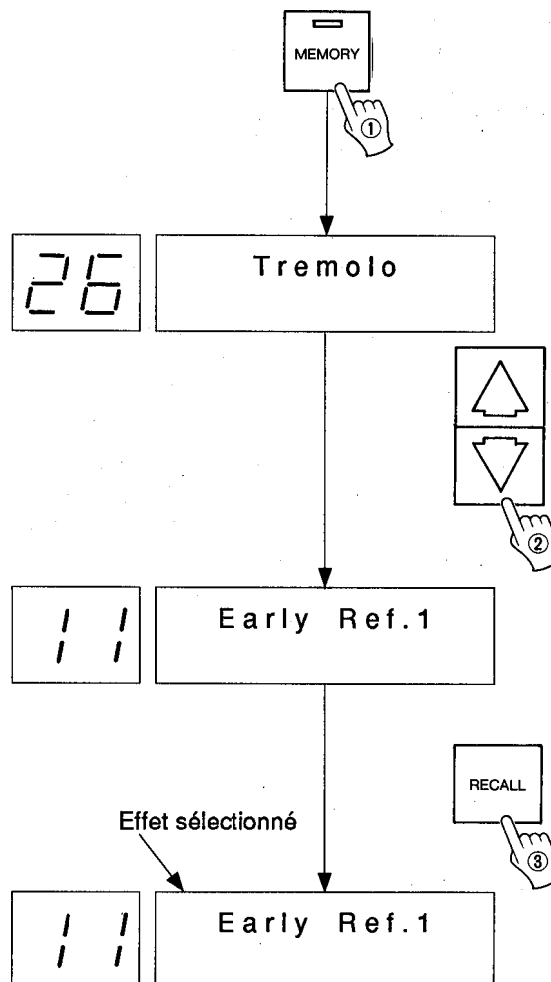 MEMORY
①
26 Tremolo
②
11 Early Ref.1
RECALL
Effet sélectionné
③
11 Early Ref.1